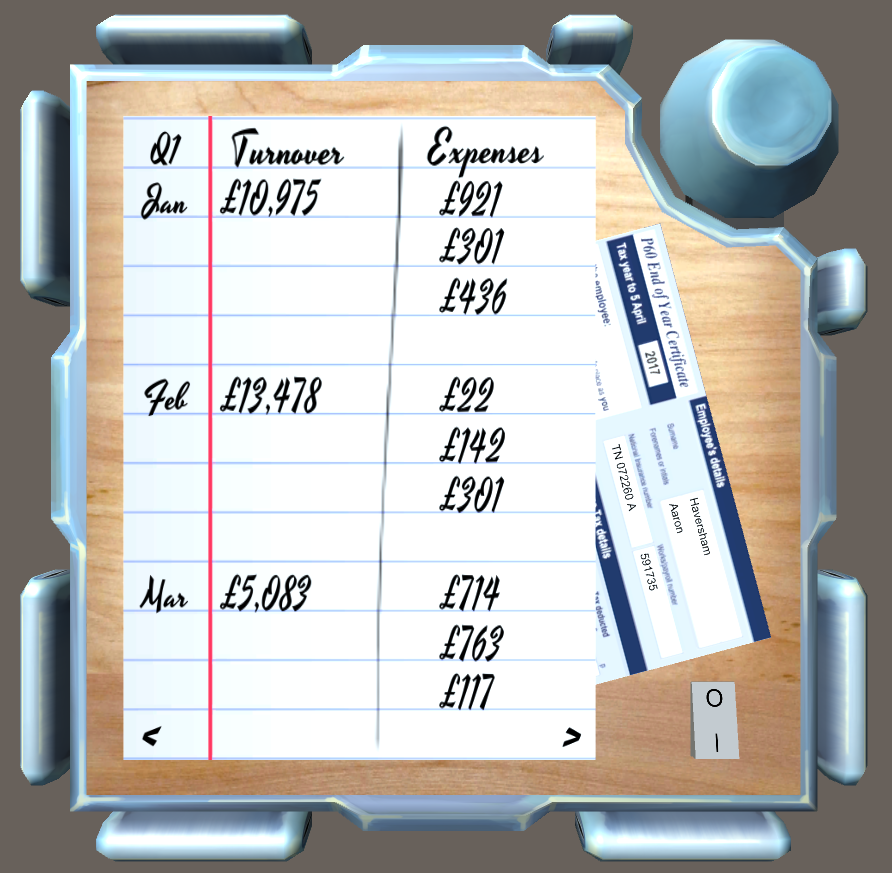 Q1 Turnover Expenses
Jan £10,975 £921
£301
£436
Feb £13,478 £22
£142
£301
Mar £5,083 £714
£763
£117
< >
P60 End of Year Certificate
Tax year to 5 April 2017
employee:
place as you
Employee's details
Surname
Haversham
Forenames or initials
Aaron
National Insurance number
TN 072260 A
Works/payroll number
591735
Tax details
Tax deducted
p
O
I